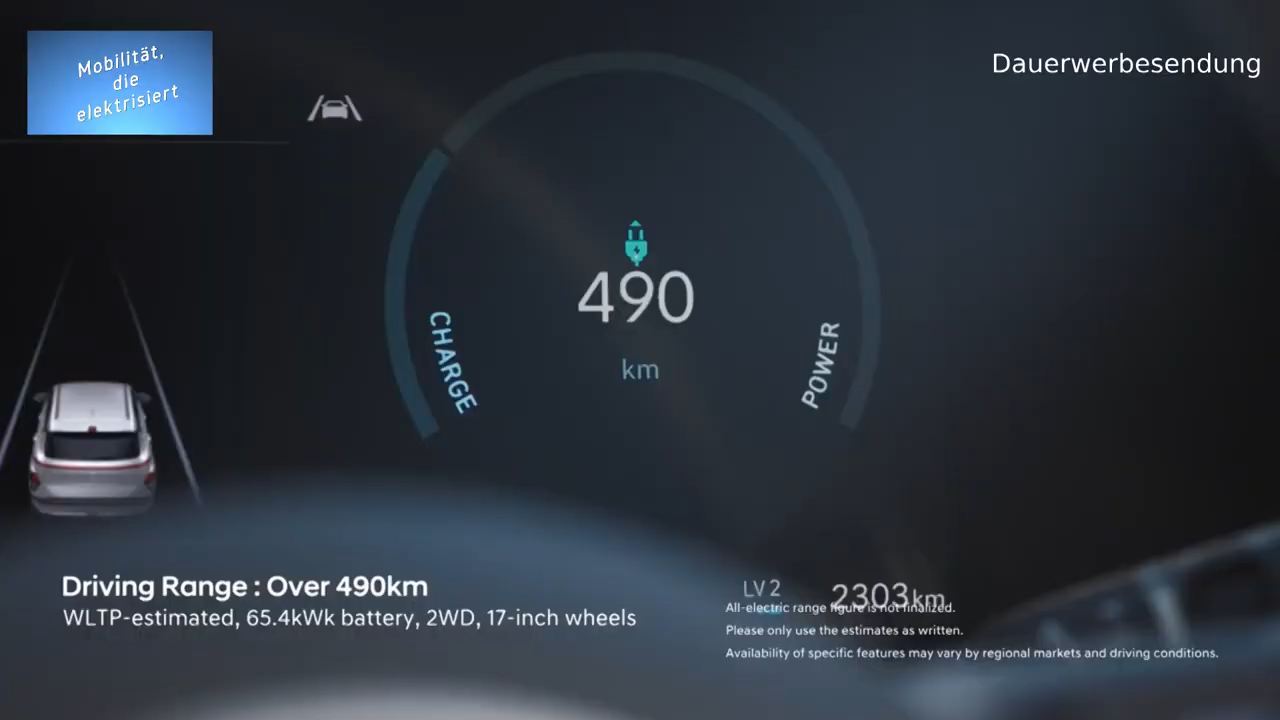 Mobilität,
die
elektrisiert
Dauerwerbesendung
490
km
CHARGE
POWER
Driving Range : Over 490km
WLTP-estimated, 65.4kWk battery, 2WD, 17-inch wheels
LV 2
2303km
All-electric range figure is not finalized.
Please only use the estimates as written.
Availability of specific features may vary by regional markets and driving conditions.